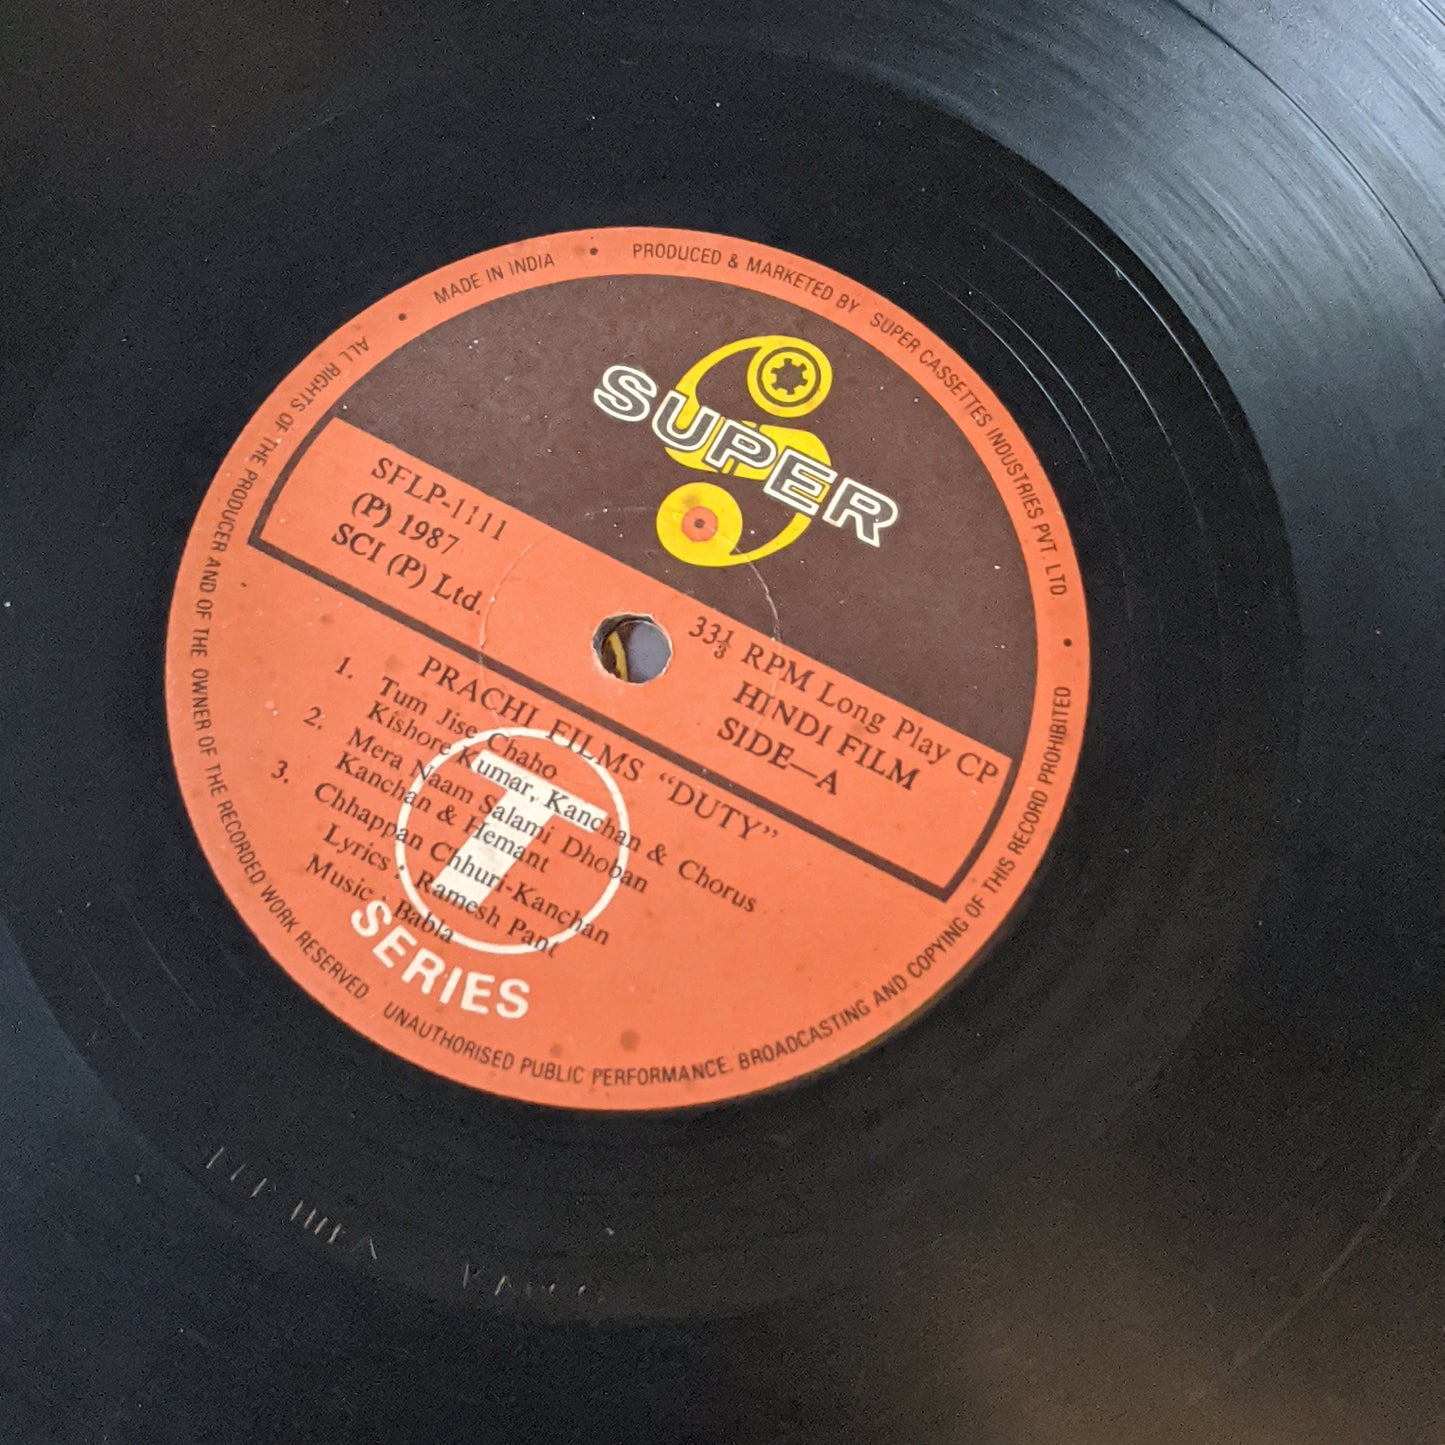 MADE IN INDIA • PRODUCED & MARKETED BY SUPER CASSETTES INDUSTRIES PVT. LTD •
ALL RIGHTS OF THE PRODUCER AND OF THE OWNER OF THE RECORDED WORK RESERVED UNAUTHORISED PUBLIC PERFORMANCE. BROADCASTING AND COPYING OF THIS RECORD PROHIBITED
SUPER
SFLP-1111
(P) 1987
SCI (P) Ltd.
33⅓ RPM Long Play CP
HINDI FILM
SIDE—A
PRACHI FILMS "DUTY"
1. Tum Jise Chaho
Kishore Kumar, Kanchan & Chorus
2. Mera Naam Salami Dhoban
Kanchan & Hemant
3. Chhappan Chhuri-Kanchan
Lyrics : Ramesh Pant
Music : Babla
T
SERIES